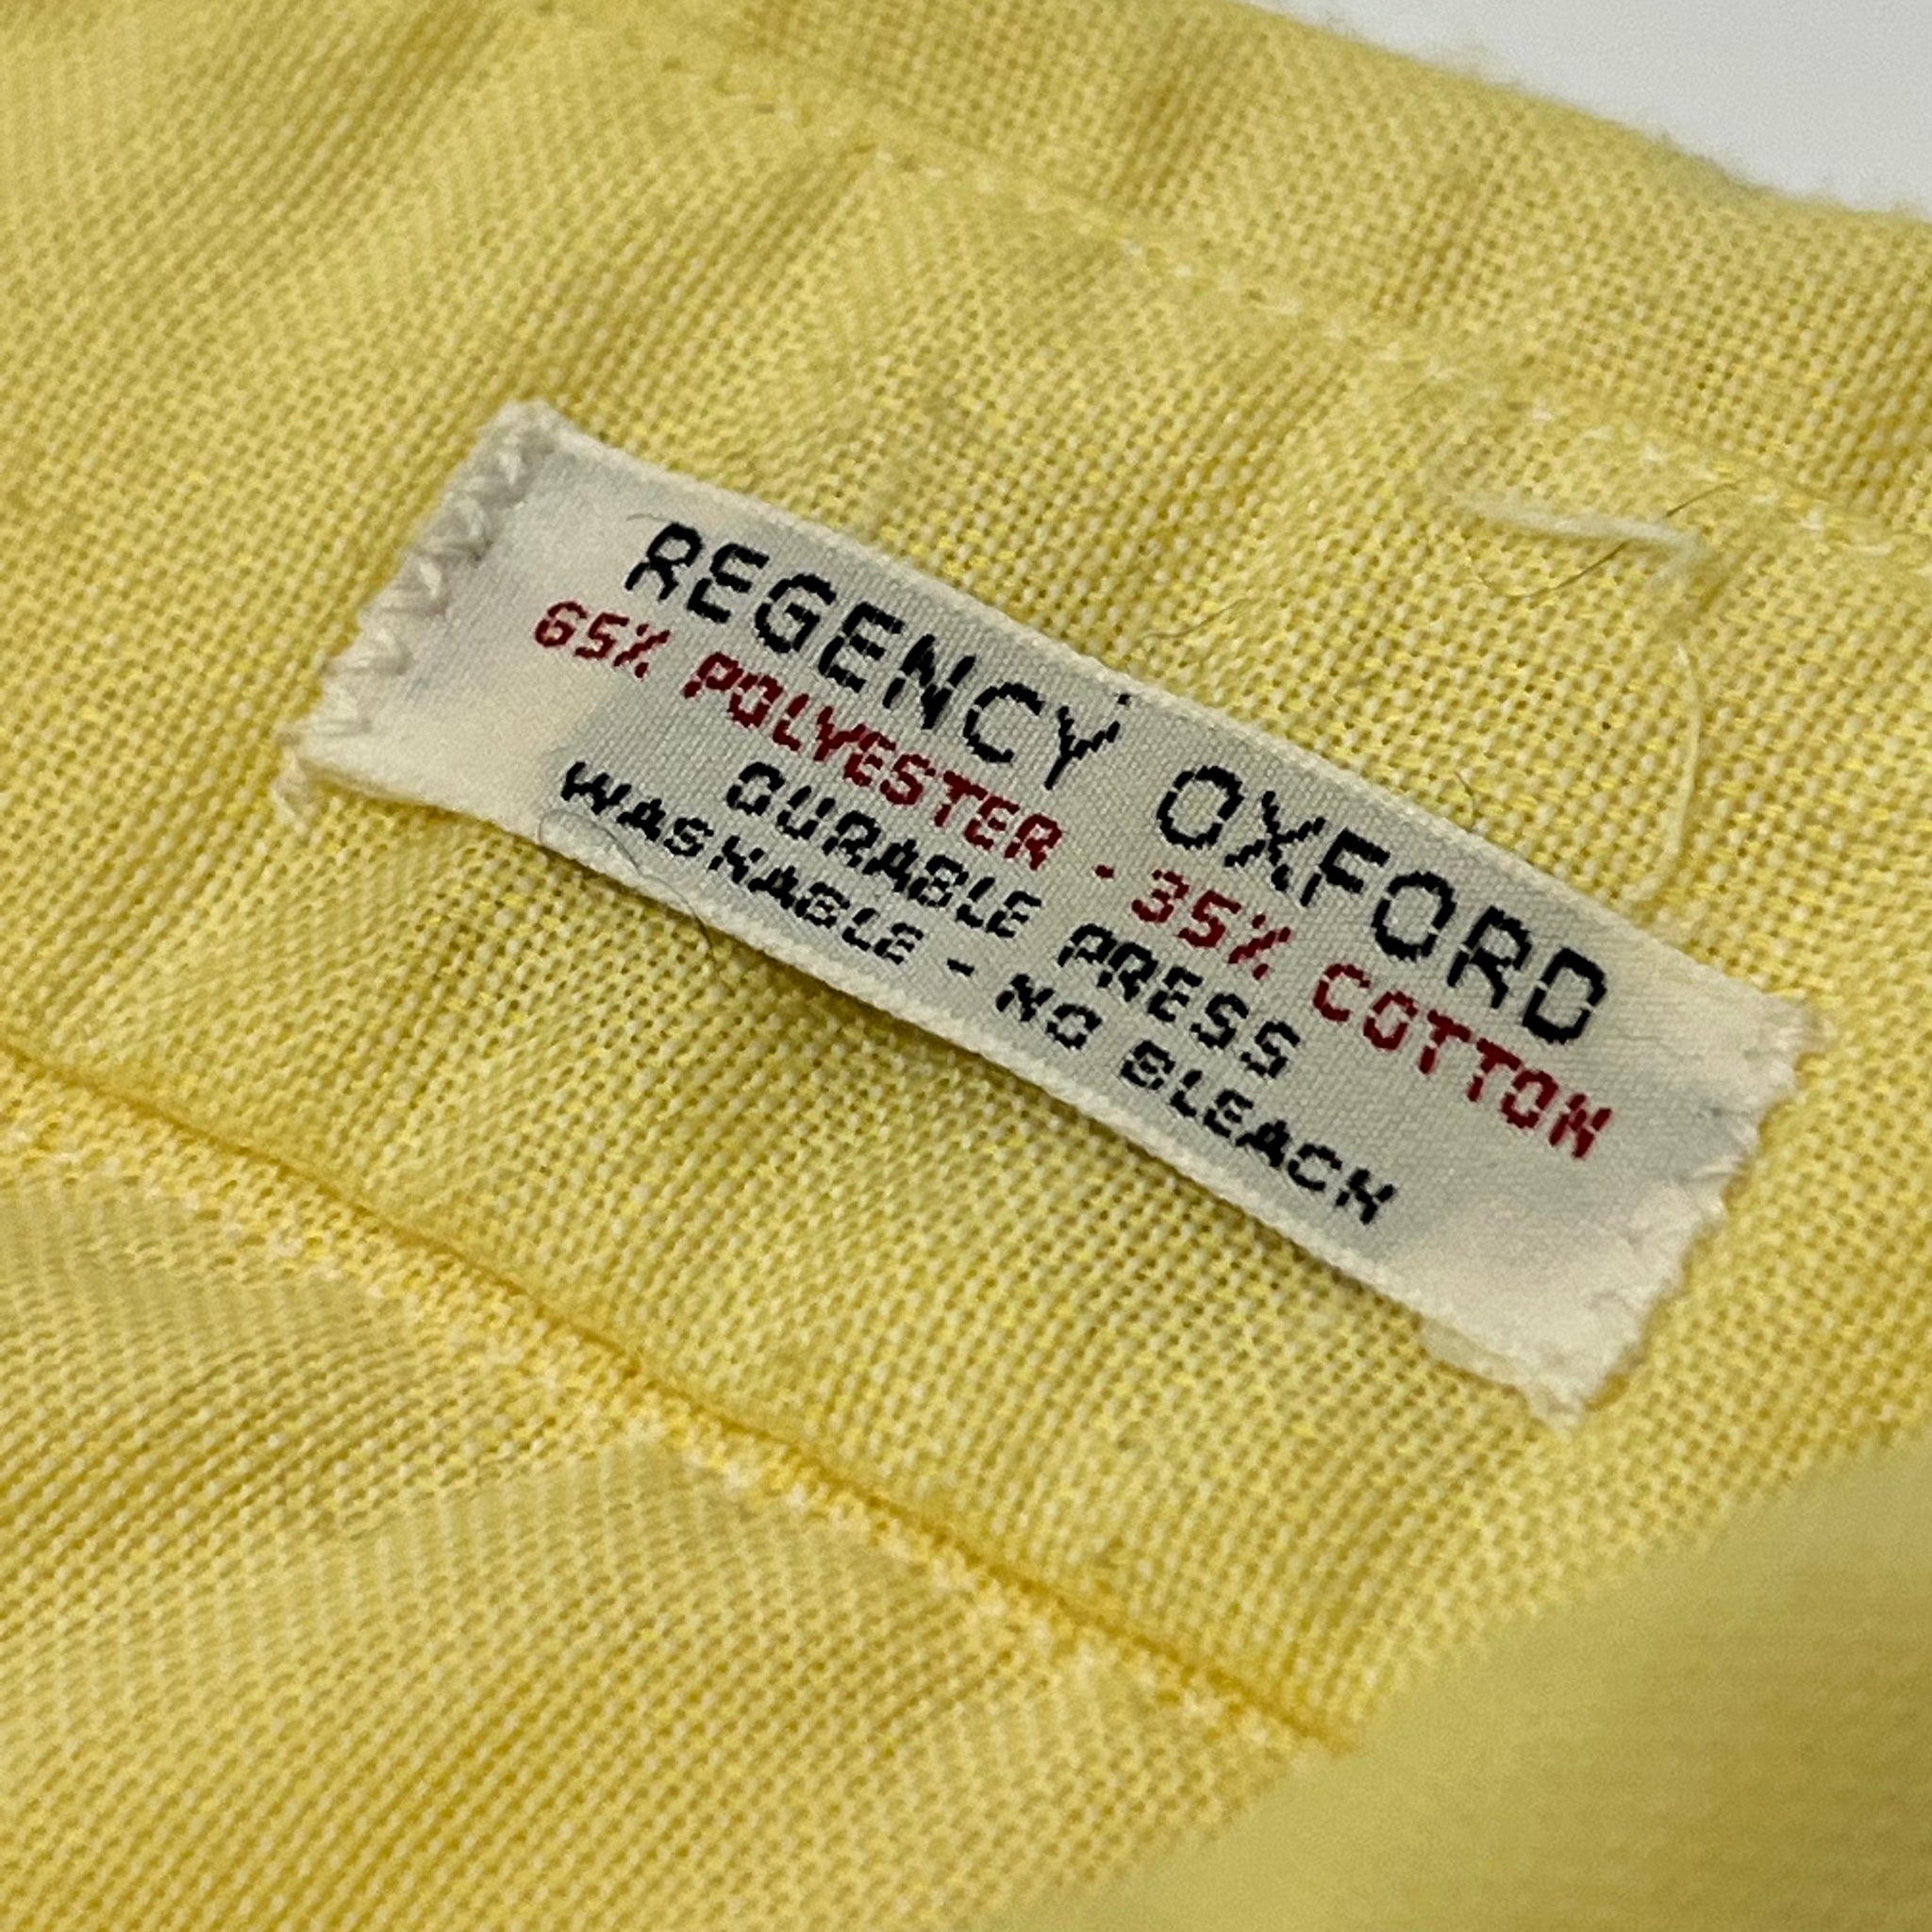 REGENCY OXFORD
65% POLYESTER - 35% COTTON
DURABLE PRESS
WASHABLE - NO BLEACH